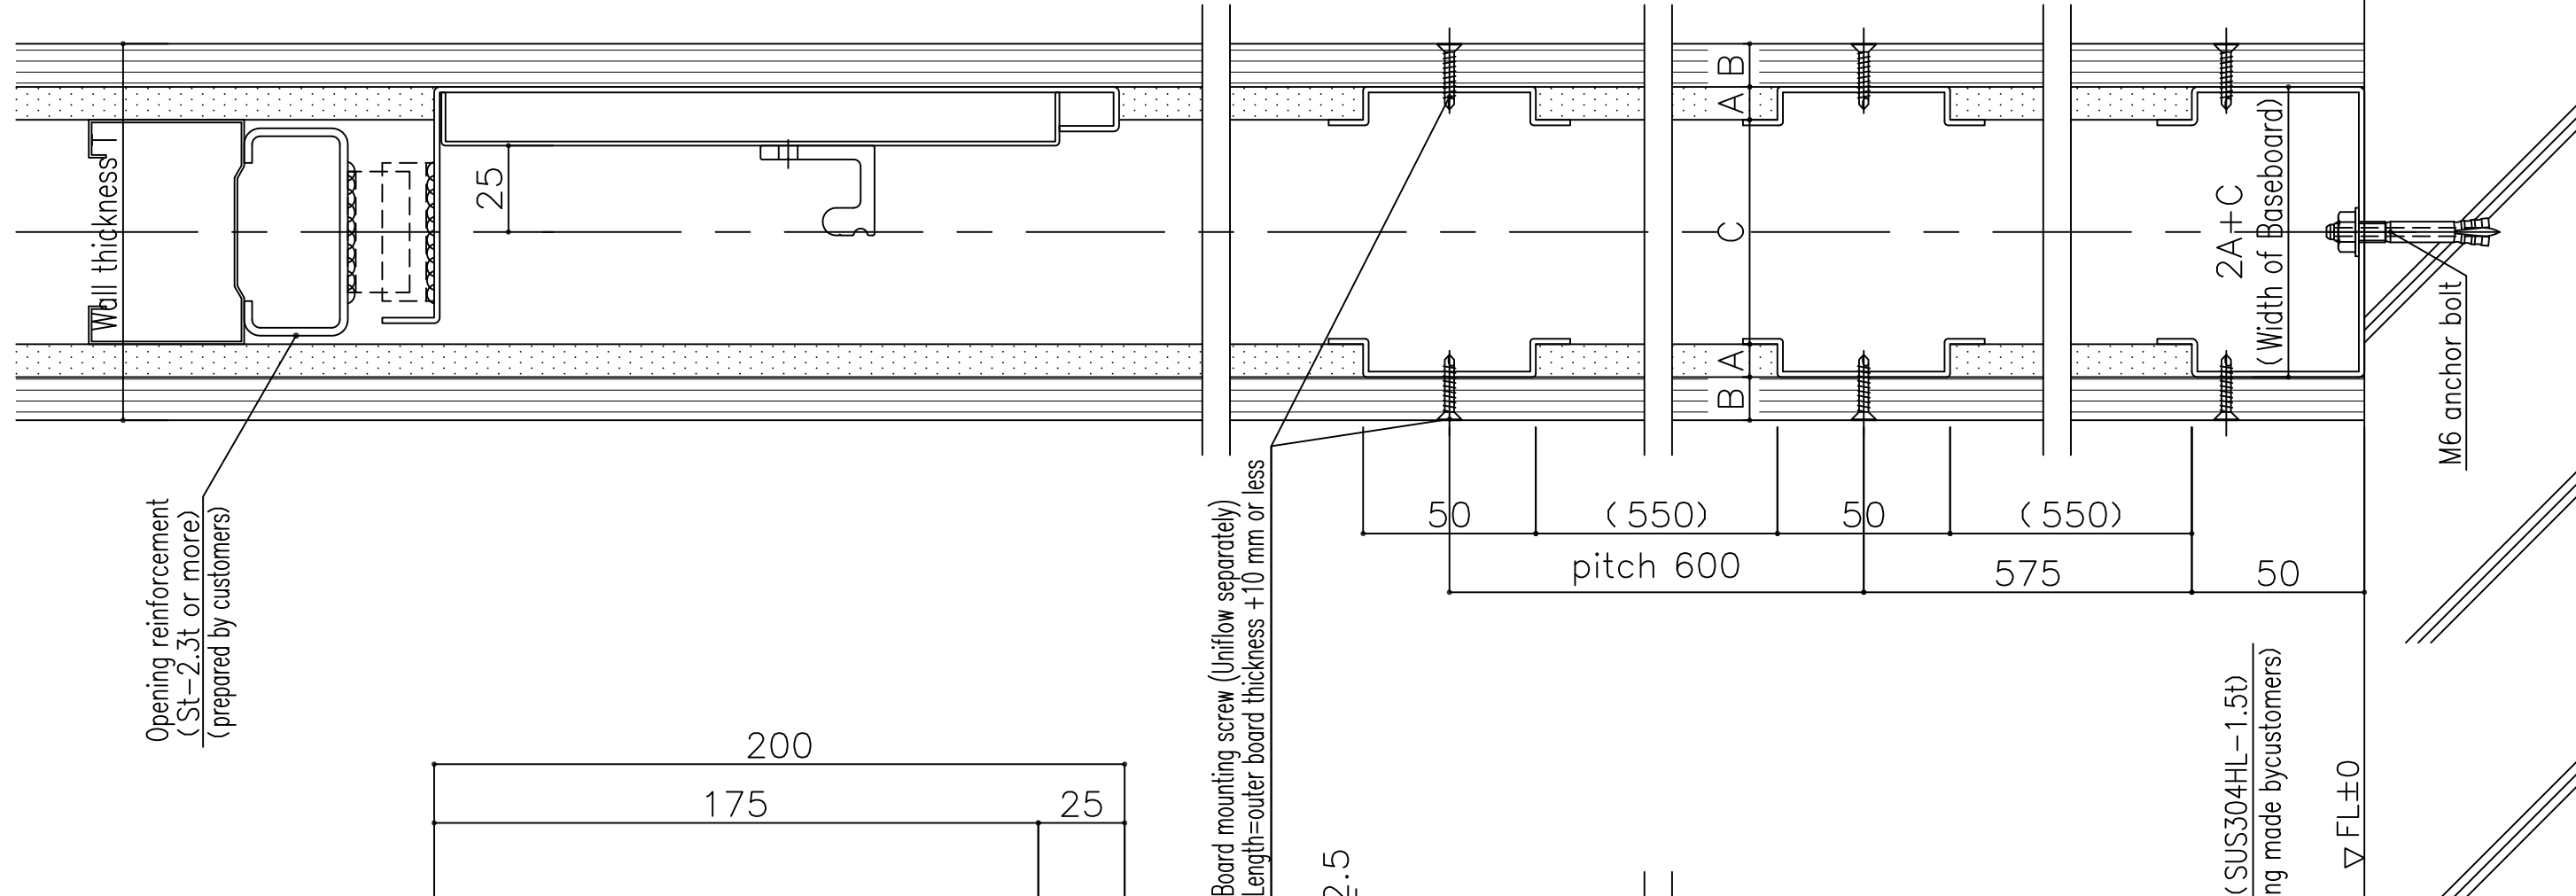 Wall thickness T
25
B
A
C
A
B
2A+C
(Width of Baseboard)
M6 anchor bolt
Opening reinforcement
(St-2.3t or more)
(prepared by customers)
Board mounting screw (Uniflow separately)
Length=outer board thickness +10 mm or less
50
(550)
50
(550)
pitch 600
575
50
200
175
25
2.5
(SUS304HL-1.5t)
ng made bycustomers)
▽ FL±0